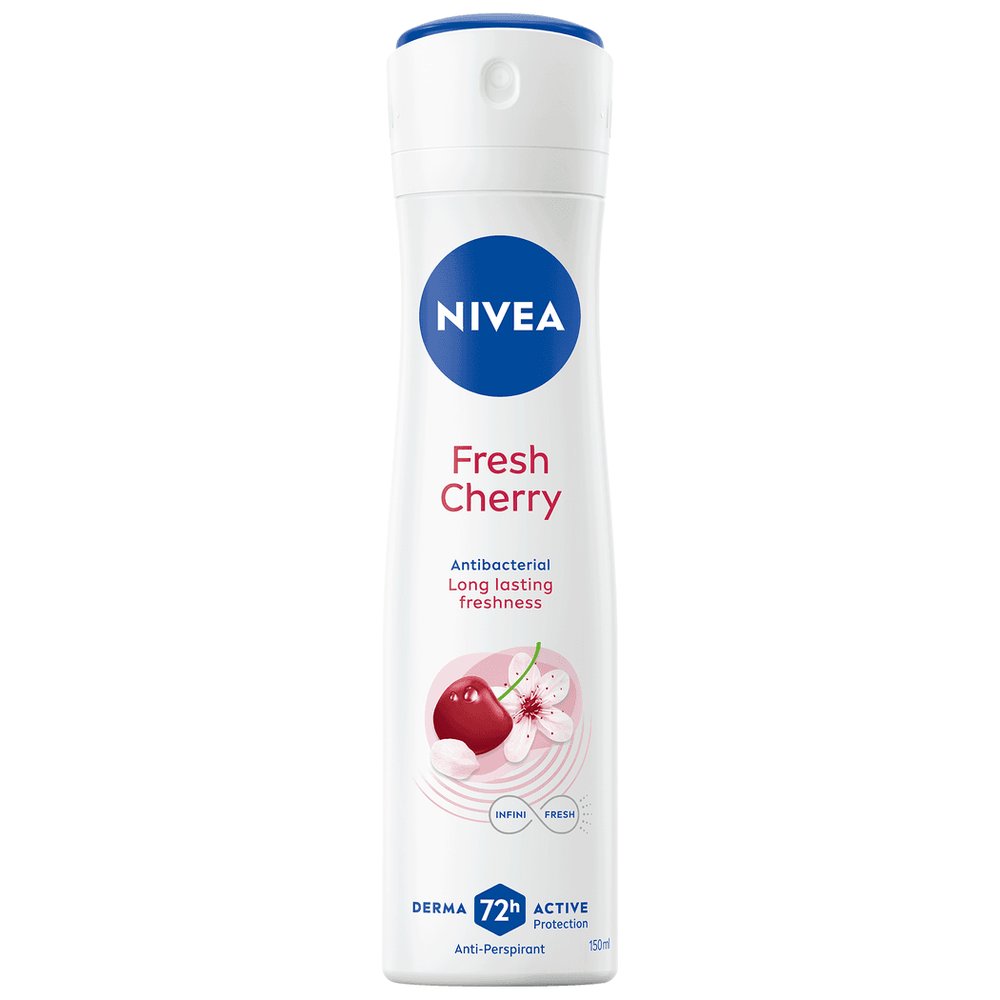 NIVEA
Fresh
Cherry
Antibacterial
Long lasting
freshness
INFINI FRESH
DERMA 72h ACTIVE
Protection
Anti-Perspirant
150ml